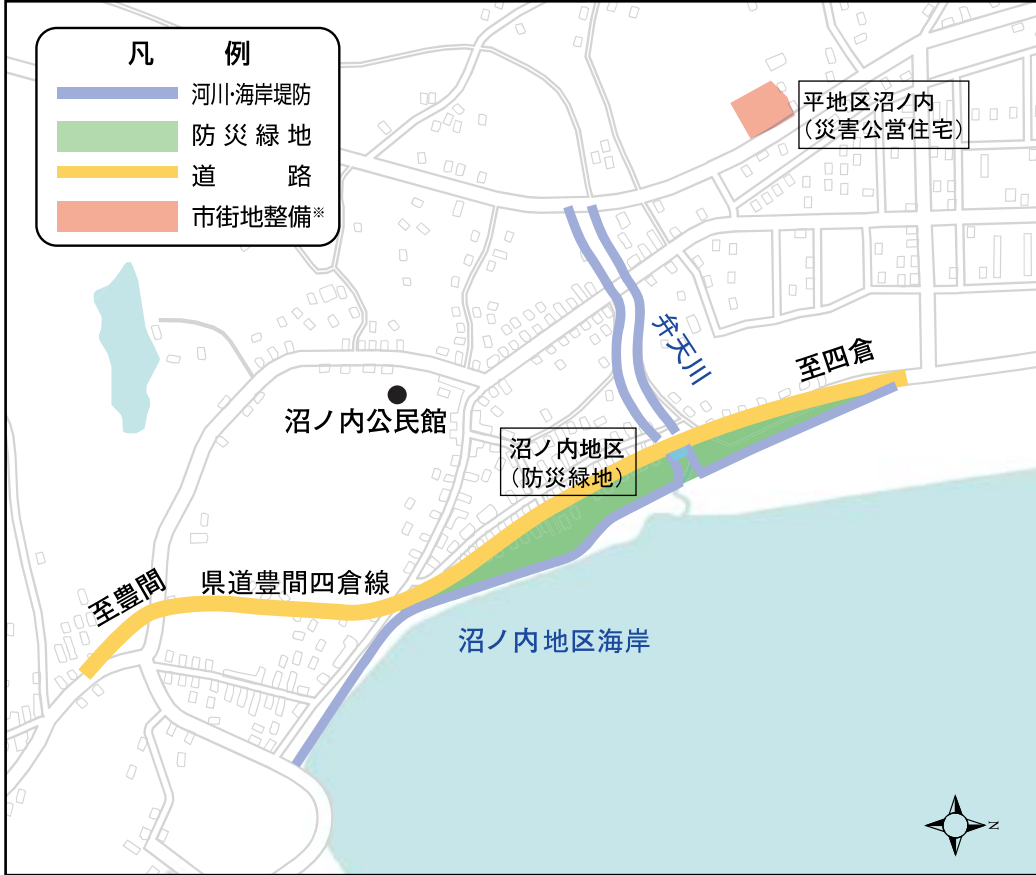 凡 例
河川・海岸堤防
防災緑地
道 路
市街地整備※
平地区沼ノ内
(災害公営住宅)
弁天川
至四倉
沼ノ内公民館
沼ノ内地区
(防災緑地)
至豊間
県道豊間四倉線
沼ノ内地区海岸
N